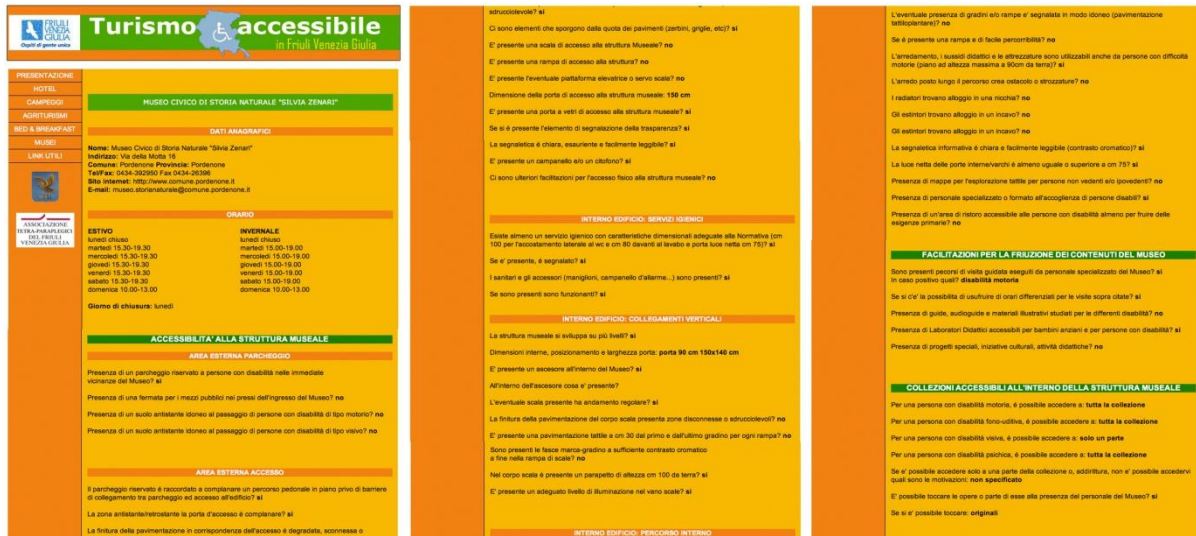 FRIULI
VENEZIA
GIULIA
Ospiti di gente unica
Turismo accessibile
in Friuli Venezia Giulia
PRESENTAZIONE
HOTEL
CAMPEGGI
AGRITURISMI
BED & BREAKFAST
MUSEI
LINK UTILI
ASSOCIAZIONE
TETRA-PARAPLEGICI
DEL FRIULI
VENEZIA GIULIA
MUSEO CIVICO DI STORIA NATURALE "SILVIA ZENARI"
DATI ANAGRAFICI
Nome: Museo Civico di Storia Naturale "Silvia Zenari"
Indirizzo: Via della Motta 16
Comune: Pordenone Provincia: Pordenone
Tel/Fax: 0434-392950 Fax 0434-26396
Sito internet: http://www.comune.pordenone.it
E-mail: museo.storianaturale@comune.pordenone.it
ORARIO
ESTIVO
lunedì chiuso
martedì 15.30-19.30
mercoledì 15.30-19.30
giovedì 15.30-19.30
venerdì 15.30-19.30
sabato 15.30-19.30
domenica 10.00-13.00
INVERNALE
lunedì chiuso
martedì 15.00-19.00
mercoledì 15.00-19.00
giovedì 15.00-19.00
venerdì 15.00-19.00
sabato 15.00-19.00
domenica 10.00-13.00
Giorno di chiusura: lunedì
ACCESSIBILITA' ALLA STRUTTURA MUSEALE
AREA ESTERNA PARCHEGGIO
Presenza di un parcheggio riservato a persone con disabilità nelle immediate
vicinanze del Museo? si
Presenza di una fermata per i mezzi pubblici nei pressi dell'ingresso del Museo? no
Presenza di un suolo antistante idoneo al passaggio di persone con disabilità di tipo motorio? no
Presenza di un suolo antistante idoneo al passaggio di persone con disabilità di tipo visivo? no
AREA ESTERNA ACCESSO
Il parcheggio riservato è raccordato a complanare un percorso pedonale in piano privo di barriere
di collegamento tra parcheggio ed accesso all'edificio? si
La zona antistante/retrostante la porta d'accesso è complanare? si
La finitura della pavimentazione in corrispondenza dell'accesso è degradata, sconnessa o
sdrucciolevole? si
Ci sono elementi che sporgono dalla quota dei pavimenti (zerbini, griglie, etc)? si
E' presente una scala di accesso alla struttura Museale? no
E' presente una rampa di accesso alla struttura? no
E' presente l'eventuale piattaforma elevatrice o servo scala? no
Dimensione della porta di accesso alla struttura museale: 150 cm
E' presente una porta a vetri di accesso alla struttura museale? si
Se si è presente l'elemento di segnalazione della trasparenza? si
La segnaletica è chiara, esauriente e facilmente leggibile? si
E' presente un campanello e/o un citofono? si
Ci sono ulteriori facilitazioni per l'accesso fisico alla struttura museale? no
INTERNO EDIFICIO: SERVIZI IGIENICI
Esiste almeno un servizio igienico con caratteristiche dimensionali adeguate alla Normativa (cm
100 per l'accostamento laterale al wc e cm 80 davanti al lavabo e porta luce netta cm 75)? si
Se e' presente, è segnalato? si
I sanitari e gli accessori (maniglioni, campanello d'allarme...) sono presenti? si
Se sono presenti sono funzionanti? si
INTERNO EDIFICIO: COLLEGAMENTI VERTICALI
La struttura museale si sviluppa su più livelli? si
Dimensioni interne, posizionamento e larghezza porta: porta 90 cm 150x140 cm
E' presente un ascensore all'interno del Museo? si
All'interno dell'ascensore cosa e' presente?
L'eventuale scala presente ha andamento regolare? si
La finitura della pavimentazione del corpo scala presenta zone disconnesse o sdrucciolevoli? no
E' presente una pavimentazione tattile a cm 30 dal primo e dall'ultimo gradino per ogni rampa? no
Sono presenti le fasce marca-gradino a sufficiente contrasto cromatico
a fine nella rampa di scale? no
Nel corpo scala è presente un parapetto di altezza cm 100 da terra? si
E' presente un adeguato livello di illuminazione nel vano scale? si
INTERNO EDIFICIO: PERCORSO INTERNO
L'eventuale presenza di gradini e/o rampe e' segnalata in modo idoneo (pavimentazione
tattiloplantare)? no
Se è presente una rampa e di facile percorribilità? no
L'arredamento, i sussidi didattici e le attrezzature sono utilizzabili anche da persone con difficoltà
motorie (piano ad altezza massima a 90cm da terra)? si
L'arredo posto lungo il percorso crea ostacolo o strozzature? no
I radiatori trovano alloggio in una nicchia? no
Gli estintori trovano alloggio in un incavo? no
Gli estintori trovano alloggio in un incavo? no
La segnaletica informativa è chiara e facilmente leggibile (contrasto cromatico)? si
La luce netta delle porte interne/varchi è almeno uguale o superiore a cm 75? si
Presenza di mappe per l'esplorazione tattile per persone non vedenti e/o ipovedenti? no
Presenza di personale specializzato o formato all'accoglienza di persone disabili? si
Presenza di un'area di ristoro accessibile alle persone con disabilità almeno per fruire delle
esigenze primarie? no
FACILITAZIONI PER LA FRUIZIONE DEI CONTENUTI DEL MUSEO
Sono presenti pecorsi di visita guidata eseguiti da personale specializzato del Museo? si
In caso positivo quali? disabilità motoria
Se si c'e' la possibilita di usufruire di orari differenziati per le visite sopra citate? si
Presenza di guide, audioguide e materiali illustrativi studiati per le differenti disabilità? no
Presenza di Laboratori Didattici accessibili per bambini anziani e per persone con disabilità? si
Presenza di progetti speciali, iniziative culturali, attività didattiche? no
COLLEZIONI ACCESSIBILI ALL'INTERNO DELLA STRUTTURA MUSEALE
Per una persona con disabilità motoria, é possibile accedere a: tutta la collezione
Per una persona con disabilità fono-uditiva, é possibile accedere a: tutta la collezione
Per una persona con disabilità visiva, é possibile accedere a: solo un parte
Per una persona con disabilità psichica, é possibile accedere a: tutta la collezione
Se e' possibile accedere solo a una parte della collezione o, addirittura, non e' possibile accedervi
quali sono le motivazioni: non specificato
E' possibile toccare le opere o parte di esse alla presenza del personale del Museo? si
Se si e' possibile toccare: originali